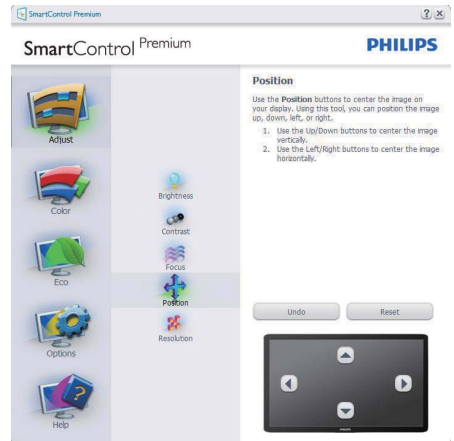 SmartControl Premium
? ×
SmartControl Premium
PHILIPS
Adjust
Color
Eco
Options
Help
Brightness
Contrast
Focus
Position
Resolution
Position
Use the Position buttons to center the image on
your display. Using this tool, you can position the image
up, down, left, or right.
1. Use the Up/Down buttons to center the image
vertically.
2. Use the Left/Right buttons to center the image
horizontally.
Undo
Reset
PHILIPS